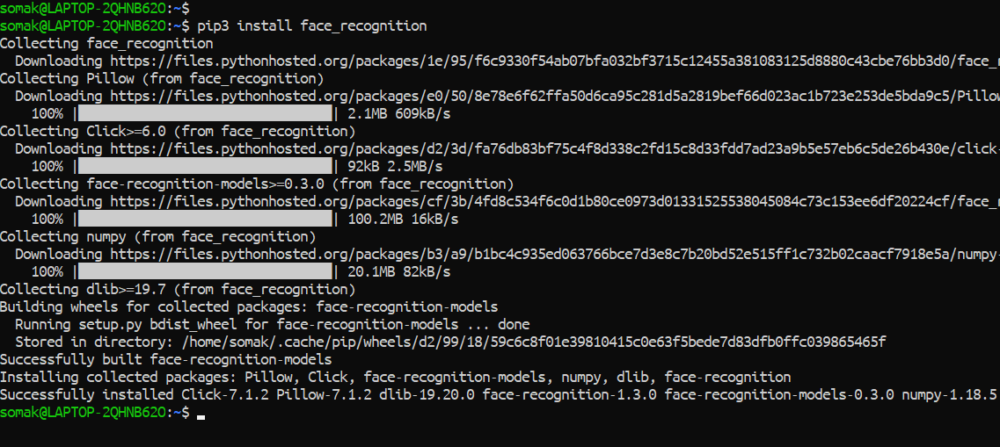 somak@LAPTOP-2QHNB62O:~$
somak@LAPTOP-2QHNB62O:~$ pip3 install face_recognition
Collecting face_recognition
  Downloading https://files.pythonhosted.org/packages/1e/95/f6c9330f54ab07bfa032bf3715c12455a381083125d8880c43cbe76bb3d0/face_r
Collecting Pillow (from face_recognition)
  Downloading https://files.pythonhosted.org/packages/e0/50/8e78e6f62ffa50d6ca95c281d5a2819bef66d023ac1b723e253de5bda9c5/Pillow
    100% || 2.1MB 609kB/s
Collecting Click>=6.0 (from face_recognition)
  Downloading https://files.pythonhosted.org/packages/d2/3d/fa76db83bf75c4f8d338c2fd15c8d33fdd7ad23a9b5e57eb6c5de26b430e/click-
    100% || 92kB 2.5MB/s
Collecting face-recognition-models>=0.3.0 (from face_recognition)
  Downloading https://files.pythonhosted.org/packages/cf/3b/4fd8c534f6c0d1b80ce0973d01331525538045084c73c153ee6df20224cf/face_r
    100% || 100.2MB 16kB/s
Collecting numpy (from face_recognition)
  Downloading https://files.pythonhosted.org/packages/b3/a9/b1bc4c935ed063766bce7d3e8c7b20bd52e515ff1c732b02caacf7918e5a/numpy-
    100% || 20.1MB 82kB/s
Collecting dlib>=19.7 (from face_recognition)
Building wheels for collected packages: face-recognition-models
  Running setup.py bdist_wheel for face-recognition-models ... done
  Stored in directory: /home/somak/.cache/pip/wheels/d2/99/18/59c6c8f01e39810415c0e63f5bede7d83dfb0ffc039865465f
Successfully built face-recognition-models
Installing collected packages: Pillow, Click, face-recognition-models, numpy, dlib, face-recognition
Successfully installed Click-7.1.2 Pillow-7.1.2 dlib-19.20.0 face-recognition-1.3.0 face-recognition-models-0.3.0 numpy-1.18.5
somak@LAPTOP-2QHNB62O:~$